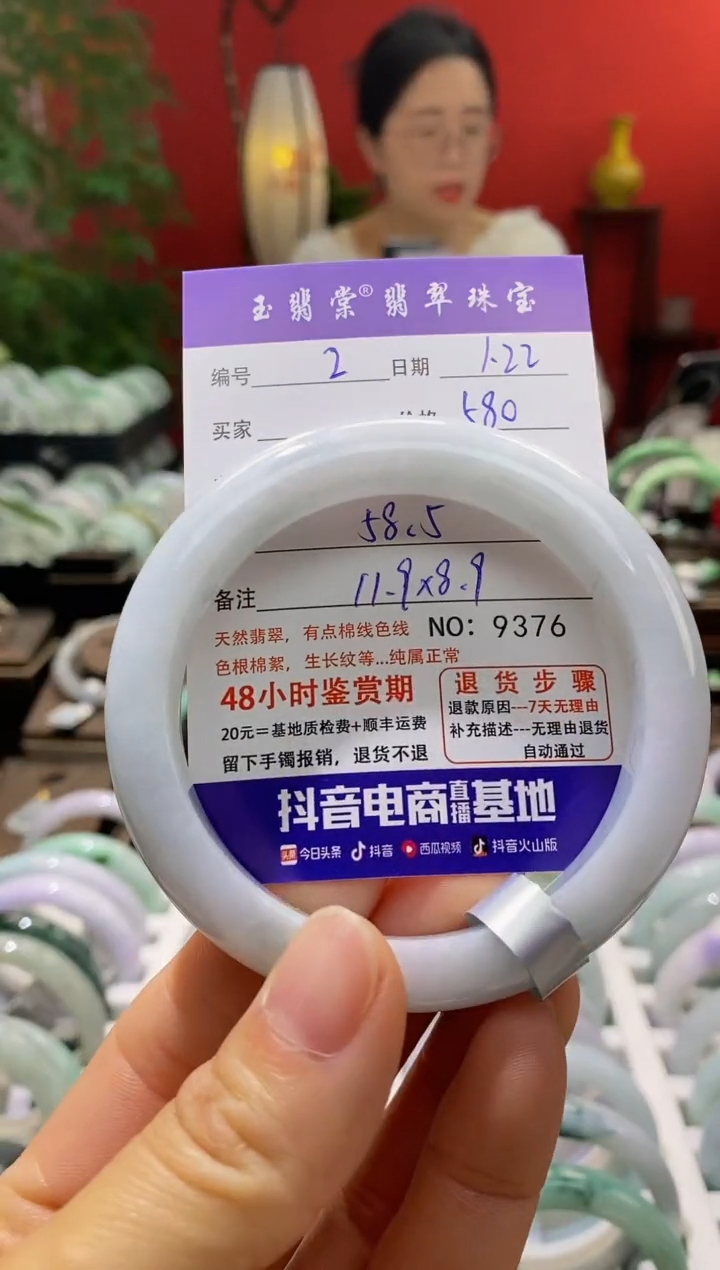 玉翡棠®翡翠珠宝
编号 2 日期 1.22
买家 价格 580
58.5
备注 11.9x8.9
天然翡翠，有点棉线色线 NO: 9376
色根棉絮，生长纹等...纯属正常
48小时鉴赏期
20元=基地质检费+顺丰运费
留下手镯报销，退货不退
退货步骤
退款原因---7天无理由
补充描述---无理由退货
自动通过
抖音电商直播基地
头条 今日头条 抖音 西瓜视频 抖音火山版